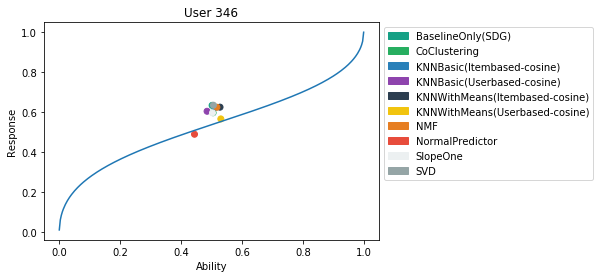 User 346
1.0
0.8
0.6
0.4
0.2
0.0
Response
0.0 0.2 0.4 0.6 0.8 1.0
Ability
BaselineOnly(SDG)
CoClustering
KNNBasic(Itembased-cosine)
KNNBasic(Userbased-cosine)
KNNWithMeans(Itembased-cosine)
KNNWithMeans(Userbased-cosine)
NMF
NormalPredictor
SlopeOne
SVD